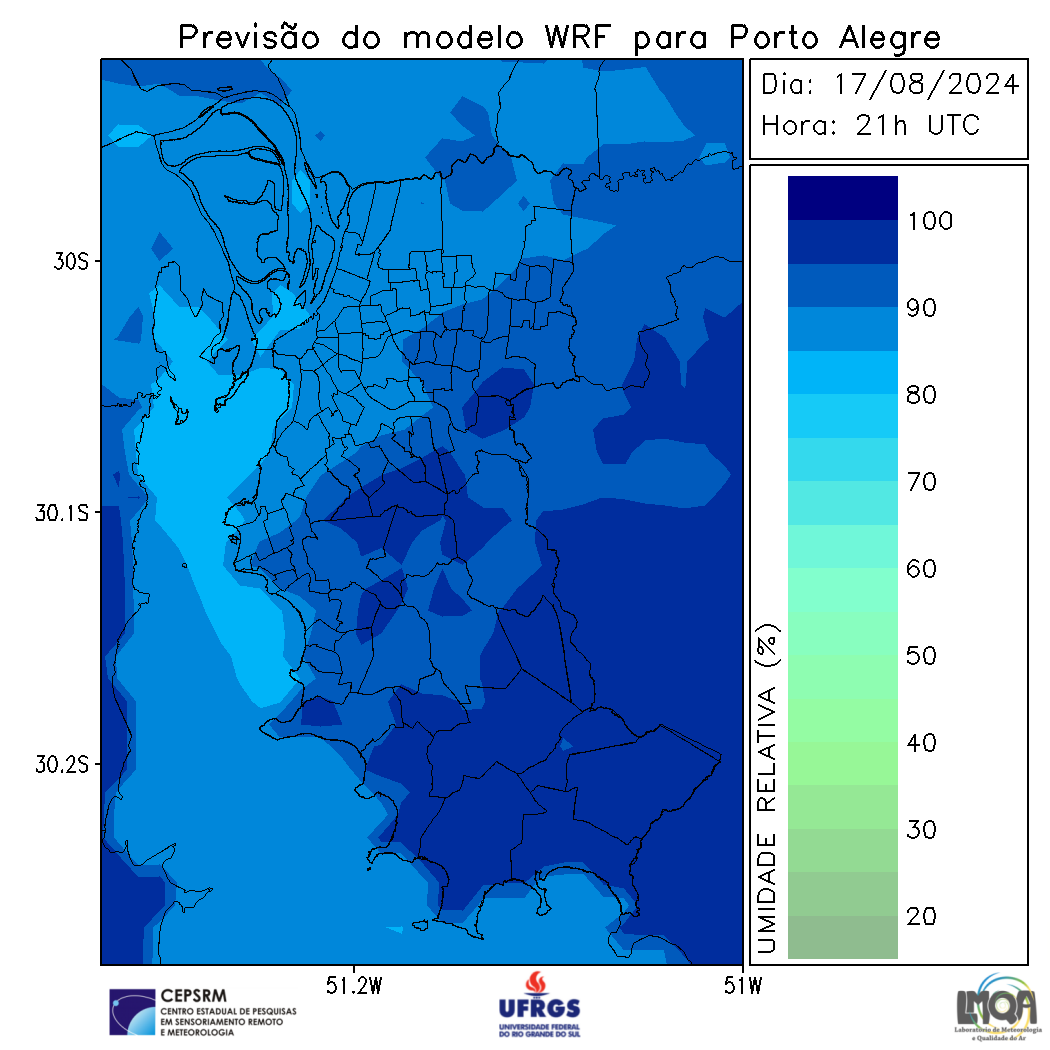 Previsão do modelo WRF para Porto Alegre
Dia: 17/08/2024
Hora: 21h UTC
30S
30.1S
30.2S
51.2W
51W
UMIDADE RELATIVA (%)
100
90
80
70
60
50
40
30
20
CEPSRM
CENTRO ESTADUAL DE PESQUISAS
EM SENSORIAMENTO REMOTO
E METEOROLOGIA
UFRGS
UNIVERSIDADE FEDERAL
DO RIO GRANDE DO SUL
LMQA
Laboratório de Meteorologia
e Qualidade do Ar